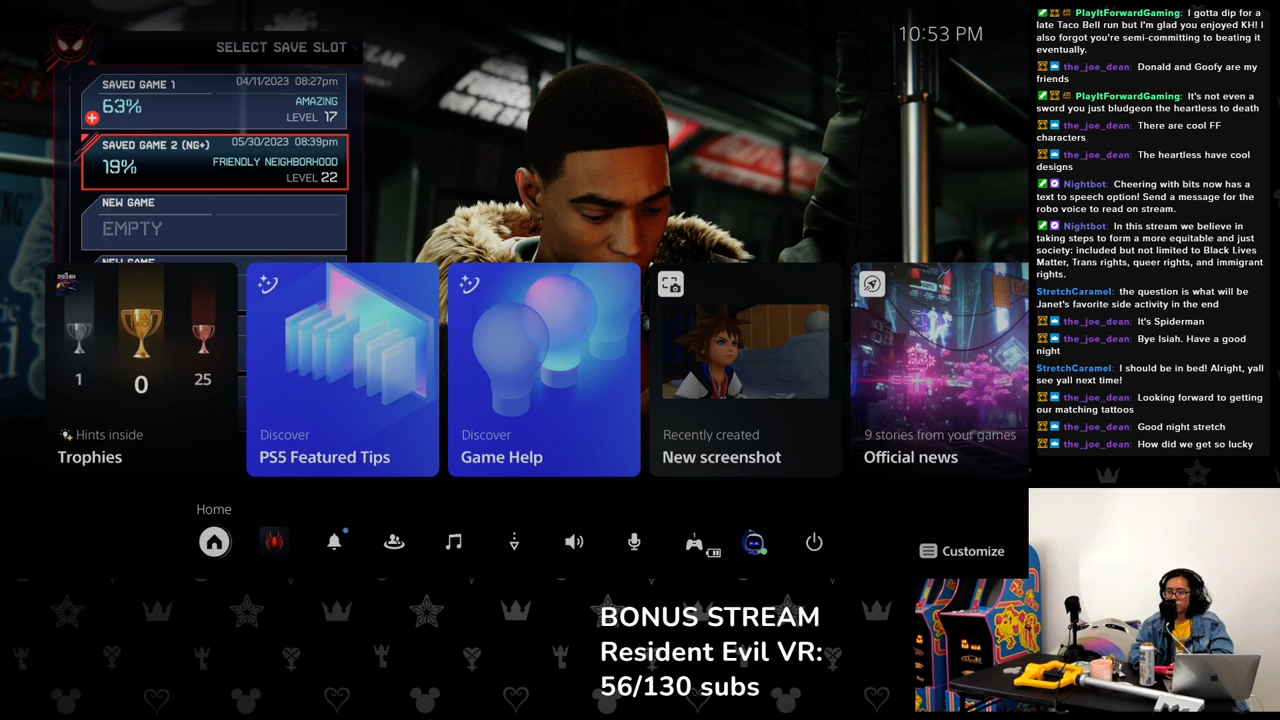 10:53 PM
SELECT SAVE SLOT
SAVED GAME 1
04/11/2023 08:27pm
63%
AMAZING
LEVEL 17
SAVED GAME 2 (NG+)
05/30/2023 08:39pm
19%
FRIENDLY NEIGHBORHOOD
LEVEL 22
NEW GAME
EMPTY
NEW GAME
1
0
25
Hints inside
Trophies
Discover
PS5 Featured Tips
Discover
Game Help
Recently created
New screenshot
9 stories from your games
Official news
Home
Customize
BONUS STREAM
Resident Evil VR:
56/130 subs
PlayItForwardGaming: I gotta dip for a
late Taco Bell run but I'm glad you enjoyed KH! I
also forgot you're semi-committing to beating it
eventually.
the_joe_dean: Donald and Goofy are my
friends
PlayItForwardGaming: It's not even a
sword you just bludgeon the heartless to death
the_joe_dean: There are cool FF
characters
the_joe_dean: The heartless have cool
designs
Nightbot: Cheering with bits now has a
text to speech option! Send a message for the
robo voice to read on stream.
Nightbot: In this stream we believe in
taking steps to form a more equitable and just
society: included but not limited to Black Lives
Matter, Trans rights, queer rights, and immigrant
rights.
StretchCaramel: the question is what will be
Janet's favorite side activity in the end
the_joe_dean: It's Spiderman
the_joe_dean: Bye Isiah. Have a good
night
StretchCaramel: I should be in bed! Alright, yall
see yall next time!
the_joe_dean: Looking forward to getting
our matching tattoos
the_joe_dean: Good night stretch
the_joe_dean: How did we get so lucky